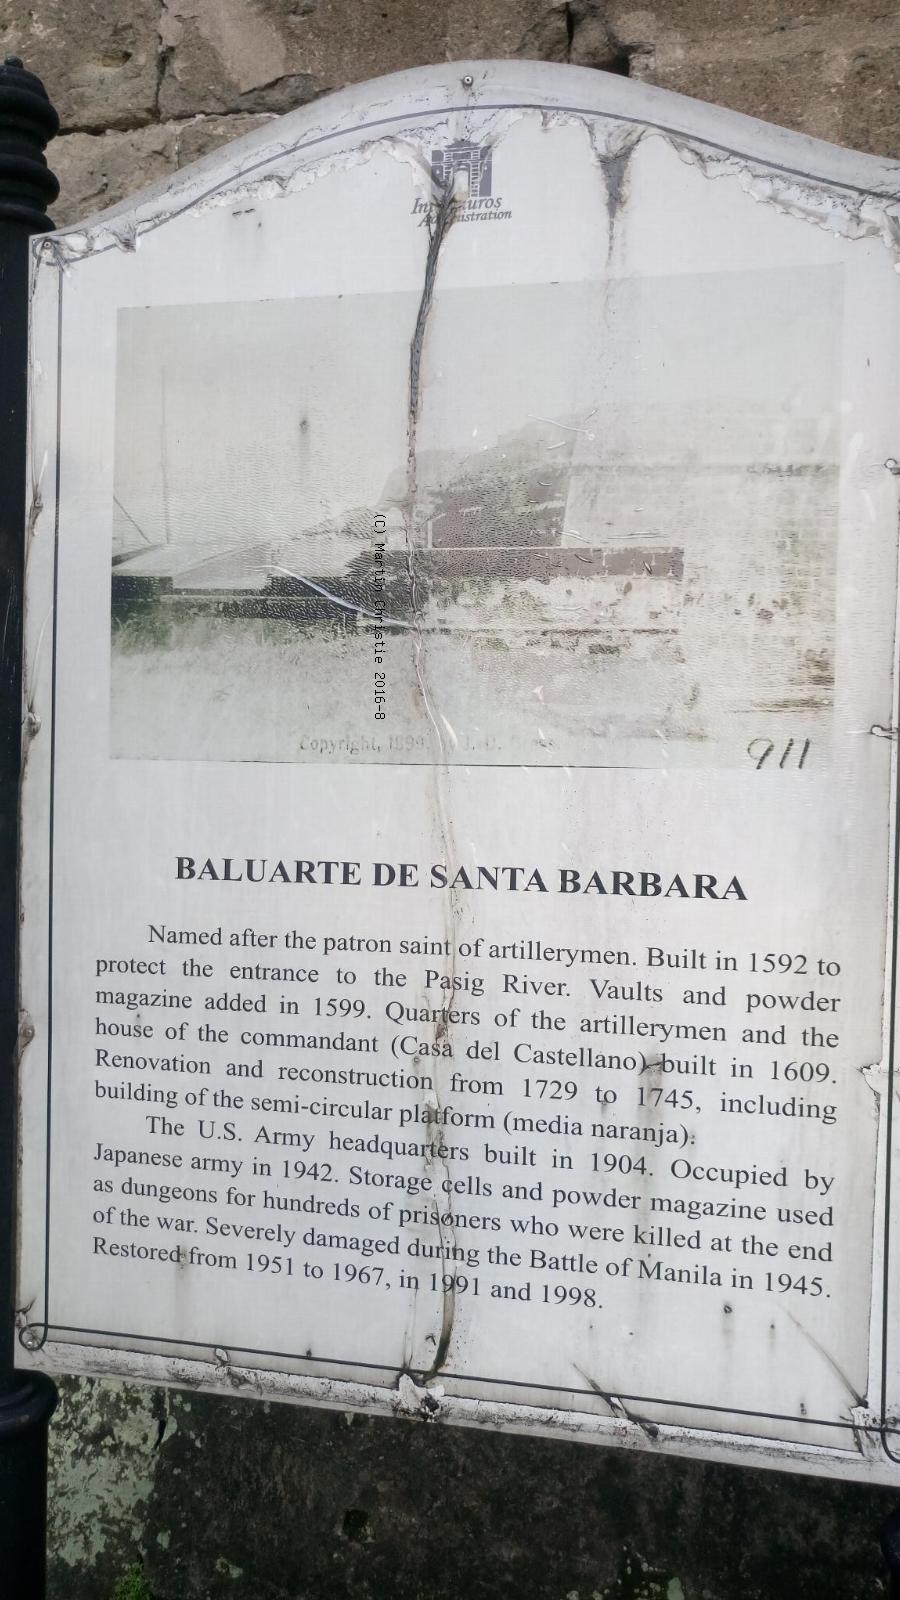 Intramuros
Administration
(C) Martin Christie 2016-8
Copyright, 1899, by J. D.
911
BALUARTE DE SANTA BARBARA
Named after the patron saint of artillerymen. Built in 1592 to
protect the entrance to the Pasig River. Vaults and powder
magazine added in 1599. Quarters of the artillerymen and the
house of the commandant (Casa del Castellano) built in 1609.
Renovation and reconstruction from 1729 to 1745, including
building of the semi-circular platform (media naranja).
The U.S. Army headquarters built in 1904. Occupied by
Japanese army in 1942. Storage cells and powder magazine used
as dungeons for hundreds of prisoners who were killed at the end
of the war. Severely damaged during the Battle of Manila in 1945.
Restored from 1951 to 1967, in 1991 and 1998.